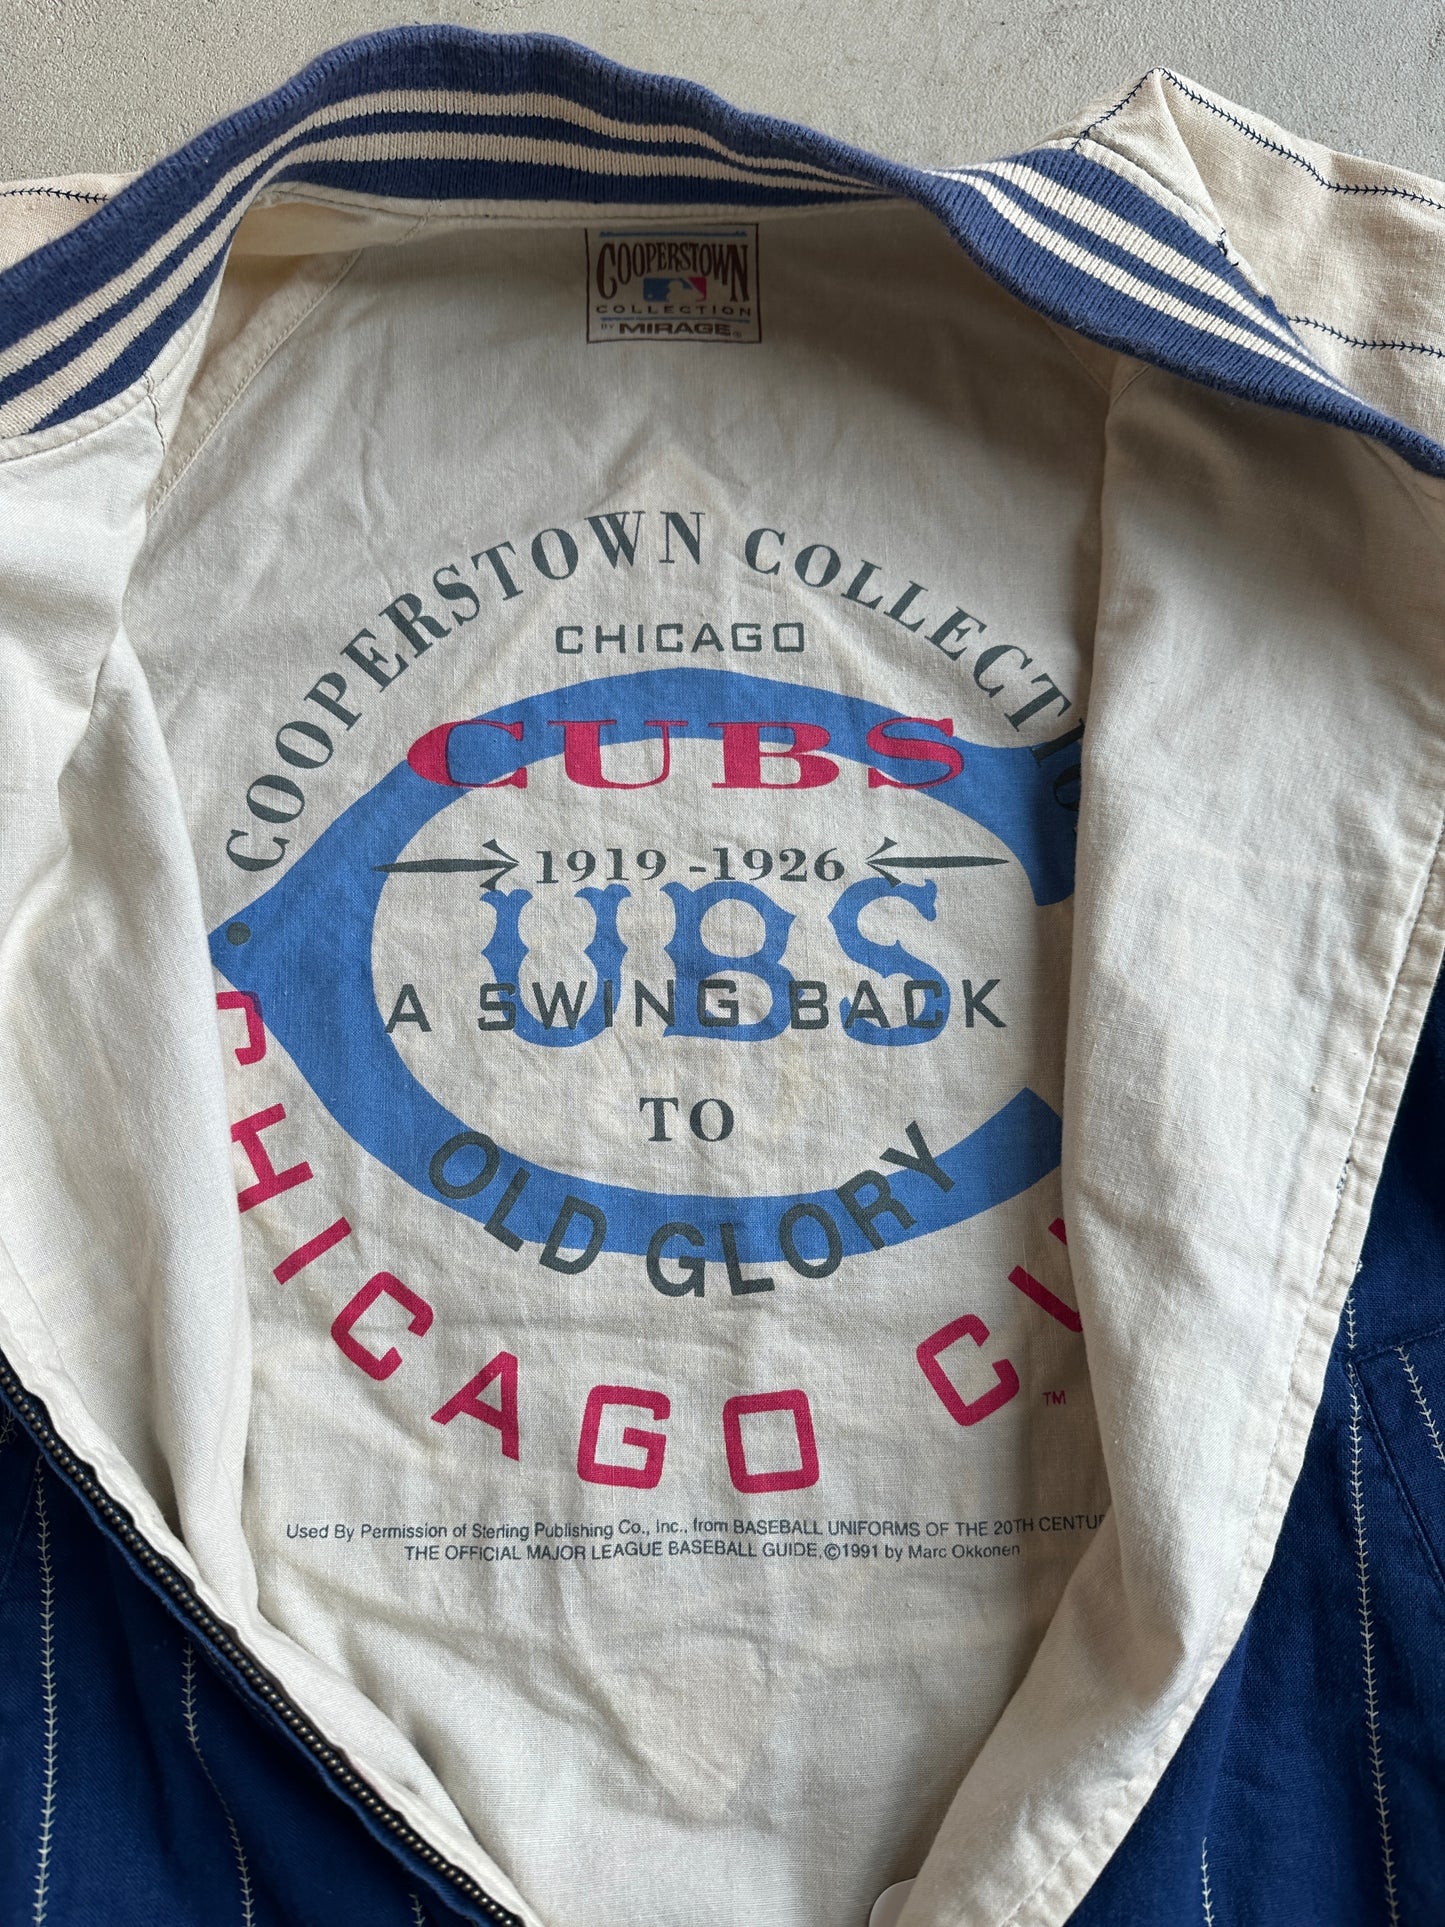 COOPERSTOWN
COLLECTION
BY MIRAGE®
COOPERSTOWN COLLECTIO
CHICAGO
CUBS
1919 - 1926
UBS
A SWING BACK
TO
OLD GLORY
CHICAGO CU
TM
Used By Permission of Sterling Publishing Co., Inc., from BASEBALL UNIFORMS OF THE 20TH CENTUR
THE OFFICIAL MAJOR LEAGUE BASEBALL GUIDE,©1991 by Marc Okkonen